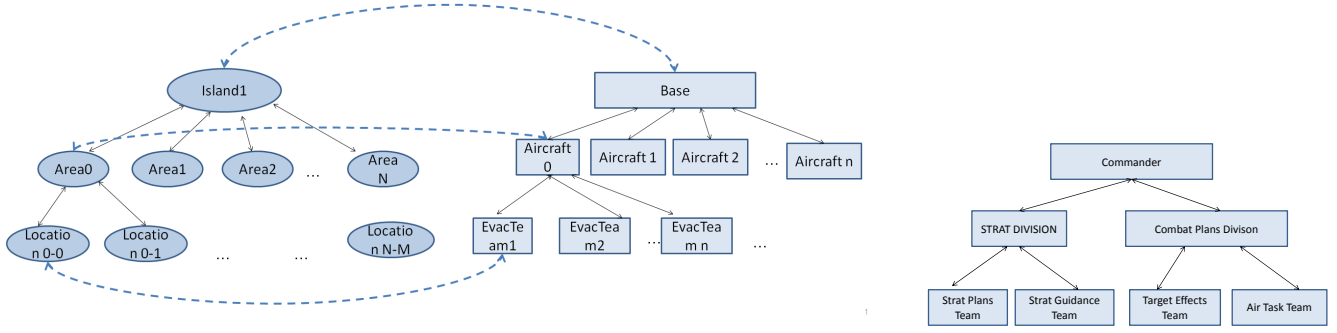 Island1
Base
Area0
Area1
Area2
...
Area
N
Aircraft
0
Aircraft 1
Aircraft 2
...
Aircraft n
Locatio
n 0-0
Locatio
n 0-1
...
...
Locatio
n N-M
EvacTe
am1
EvacTea
m2
...
EvacTea
m n
...
1
Commander
STRAT DIVISION
Combat Plans Divison
Strat Plans
Team
Strat Guidance
Team
Target Effects
Team
Air Task Team